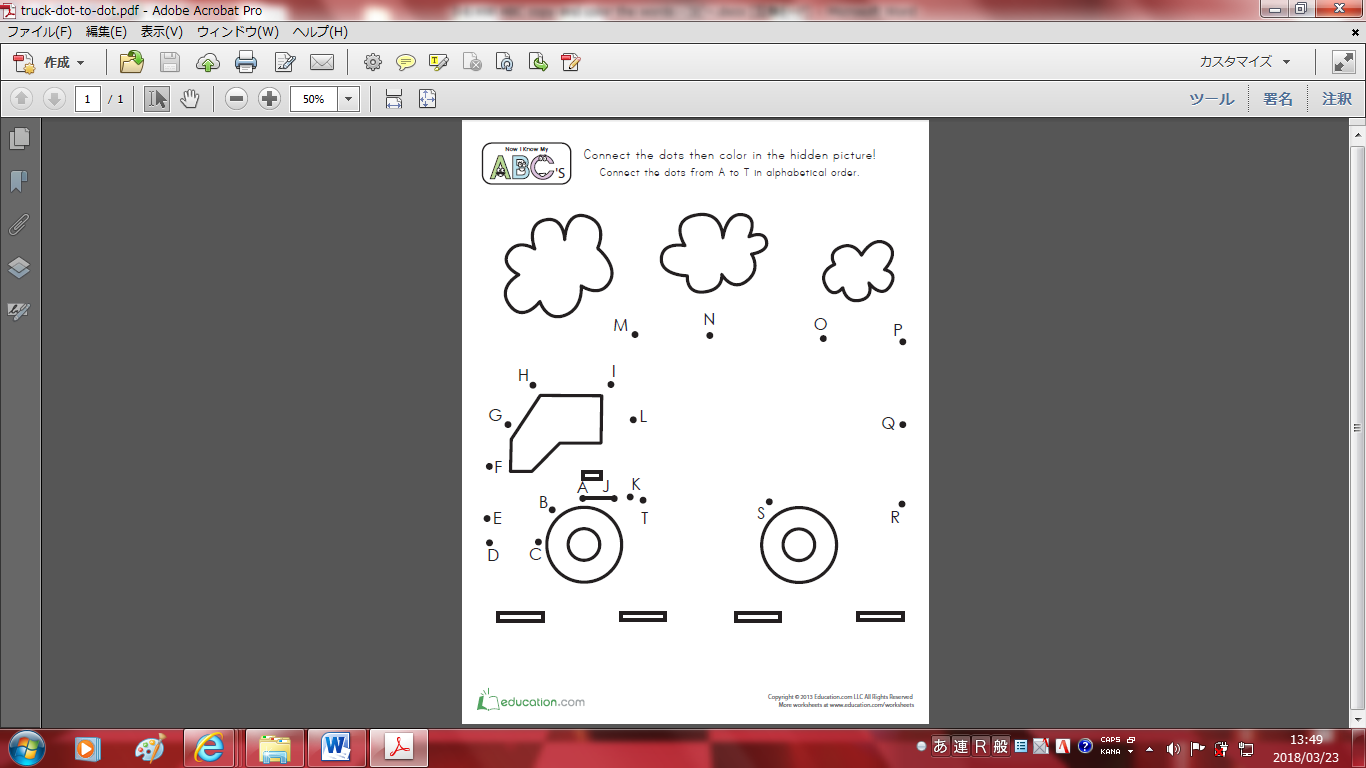 truck-dot-to-dot.pdf - Adobe Acrobat Pro
ファイル(F) 編集(E) 表示(V) ウィンドウ(W) ヘルプ(H)
作成
カスタマイズ
1 / 1
50%
ツール 署名 注釈
Now I Know My
ABC'S
Connect the dots then color in the hidden picture!
Connect the dots from A to T in alphabetical order.
M N O P
H I
G L Q
F
A J K
B S R
E T
D C
education.com
Copyright © 2013 Education.com LLC All Rights Reserved
More worksheets at www.education.com/worksheets
あ 連 R 般
CAPS
KANA
13:49
2018/03/23